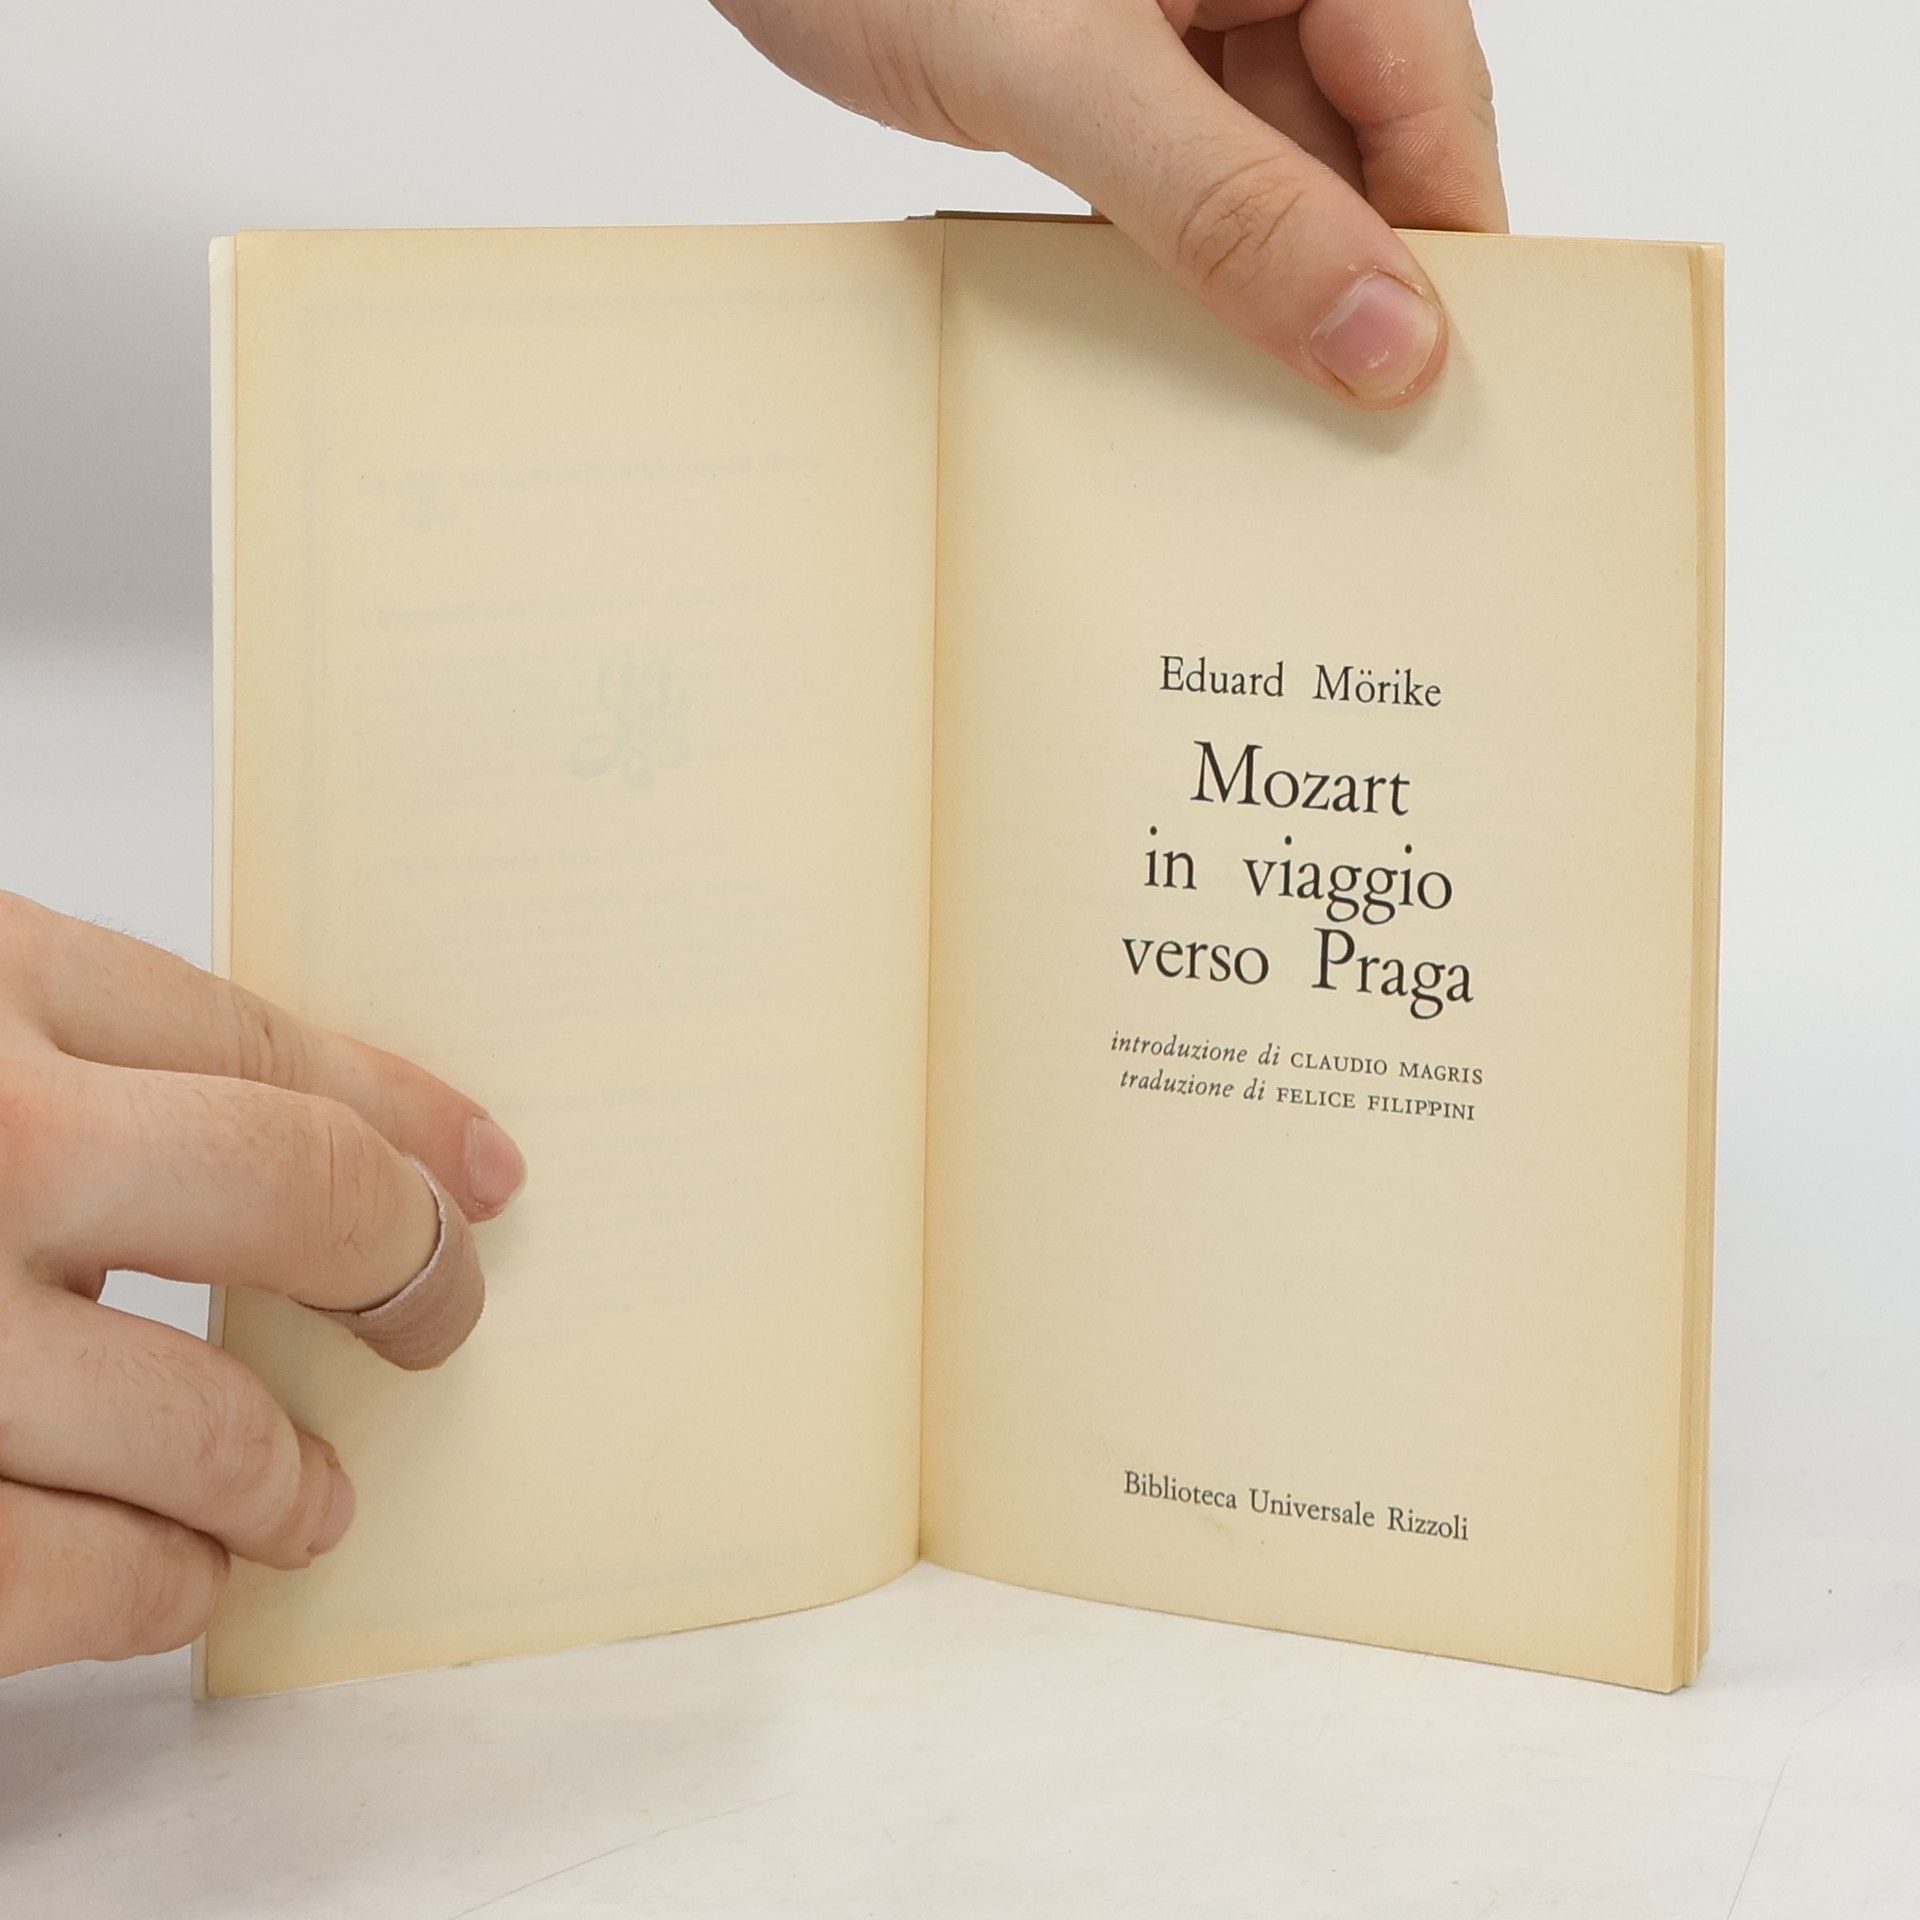 Eduard Mörike
Mozart
in viaggio
verso Praga
introduzione di CLAUDIO MAGRIS
traduzione di FELICE FILIPPINI
Biblioteca Universale Rizzoli